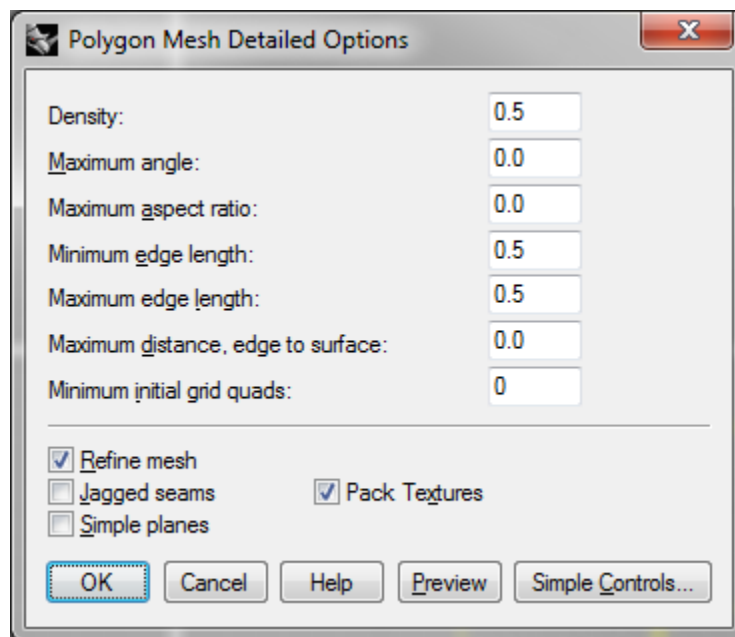 Polygon Mesh Detailed Options
Density: 0.5
Maximum angle: 0.0
Maximum aspect ratio: 0.0
Minimum edge length: 0.5
Maximum edge length: 0.5
Maximum distance, edge to surface: 0.0
Minimum initial grid quads: 0
Refine mesh
Jagged seams Pack Textures
Simple planes
OK Cancel Help Preview Simple Controls...